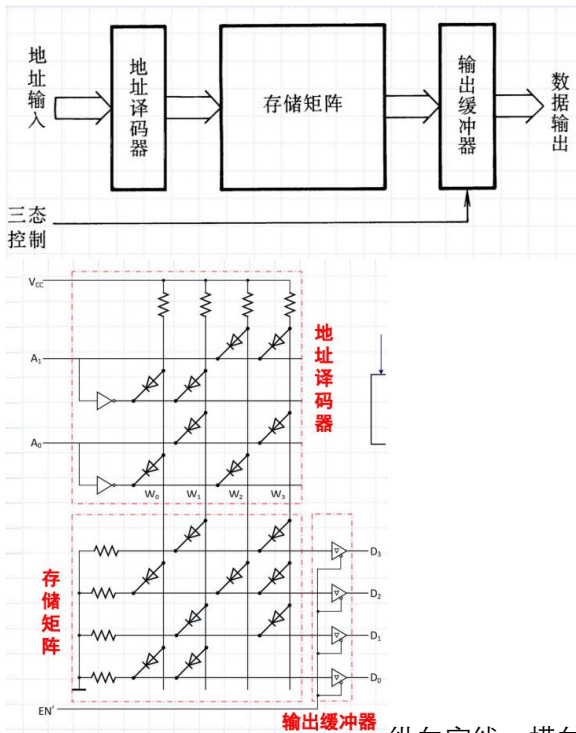 地址输入
地址译码器
存储矩阵
输出缓冲器
数据输出
三态
控制
V_CC
A₁
地址译码器
A₀
W₀ W₁ W₂ W₃
D₃
存储矩阵
D₂
D₁
D₀
EN'
输出缓冲器